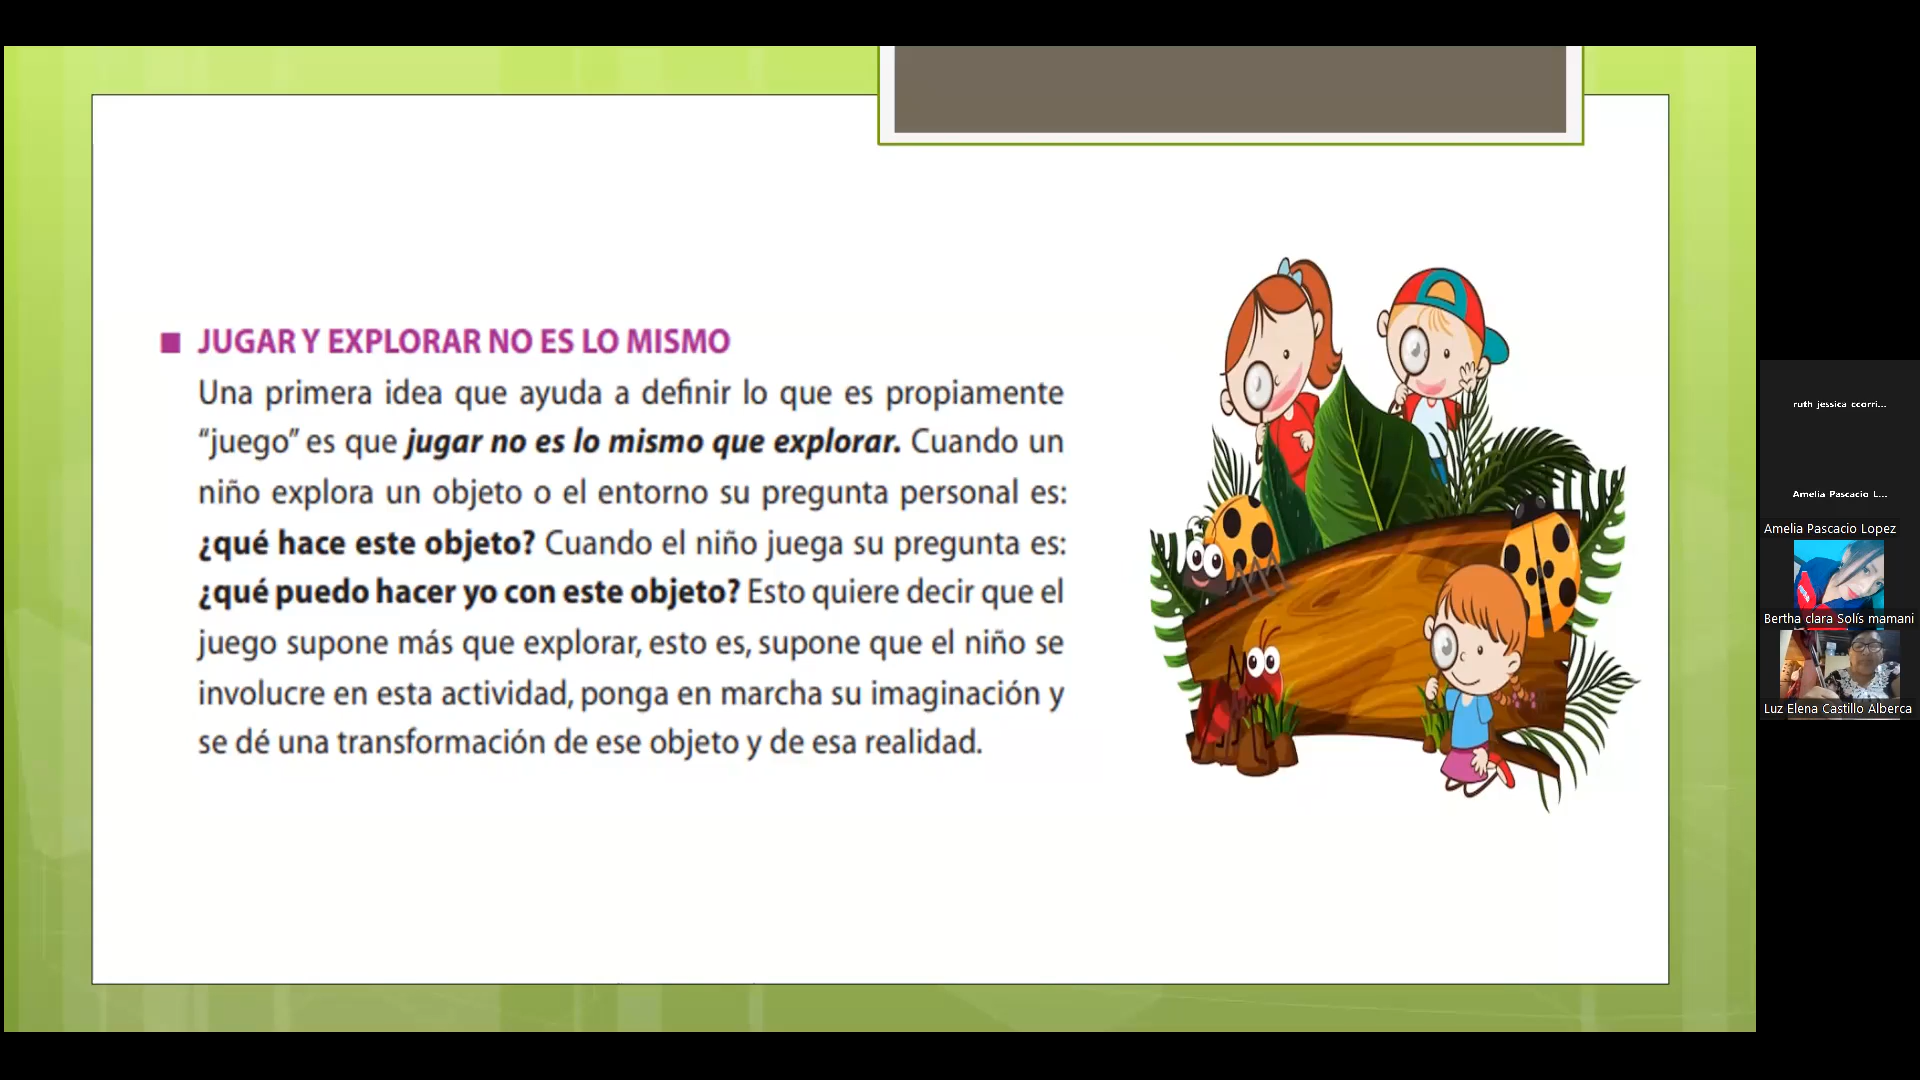 JUGAR Y EXPLORAR NO ES LO MISMO
Una primera idea que ayuda a definir lo que es propiamente
“juego” es que jugar no es lo mismo que explorar. Cuando un
niño explora un objeto o el entorno su pregunta personal es:
¿qué hace este objeto? Cuando el niño juega su pregunta es:
¿qué puedo hacer yo con este objeto? Esto quiere decir que el
juego supone más que explorar, esto es, supone que el niño se
involucre en esta actividad, ponga en marcha su imaginación y
se dé una transformación de ese objeto y de esa realidad.
ruth jessica ccorri...
Amelia Pascacio L...
Amelia Pascacio Lopez
Bertha clara Solís mamani
Luz Elena Castillo Alberca